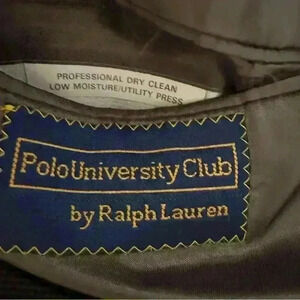 PROFESSIONAL DRY CLEAN
LOW MOISTURE/UTILITY PRESS
PoloUniversityClub
by Ralph Lauren